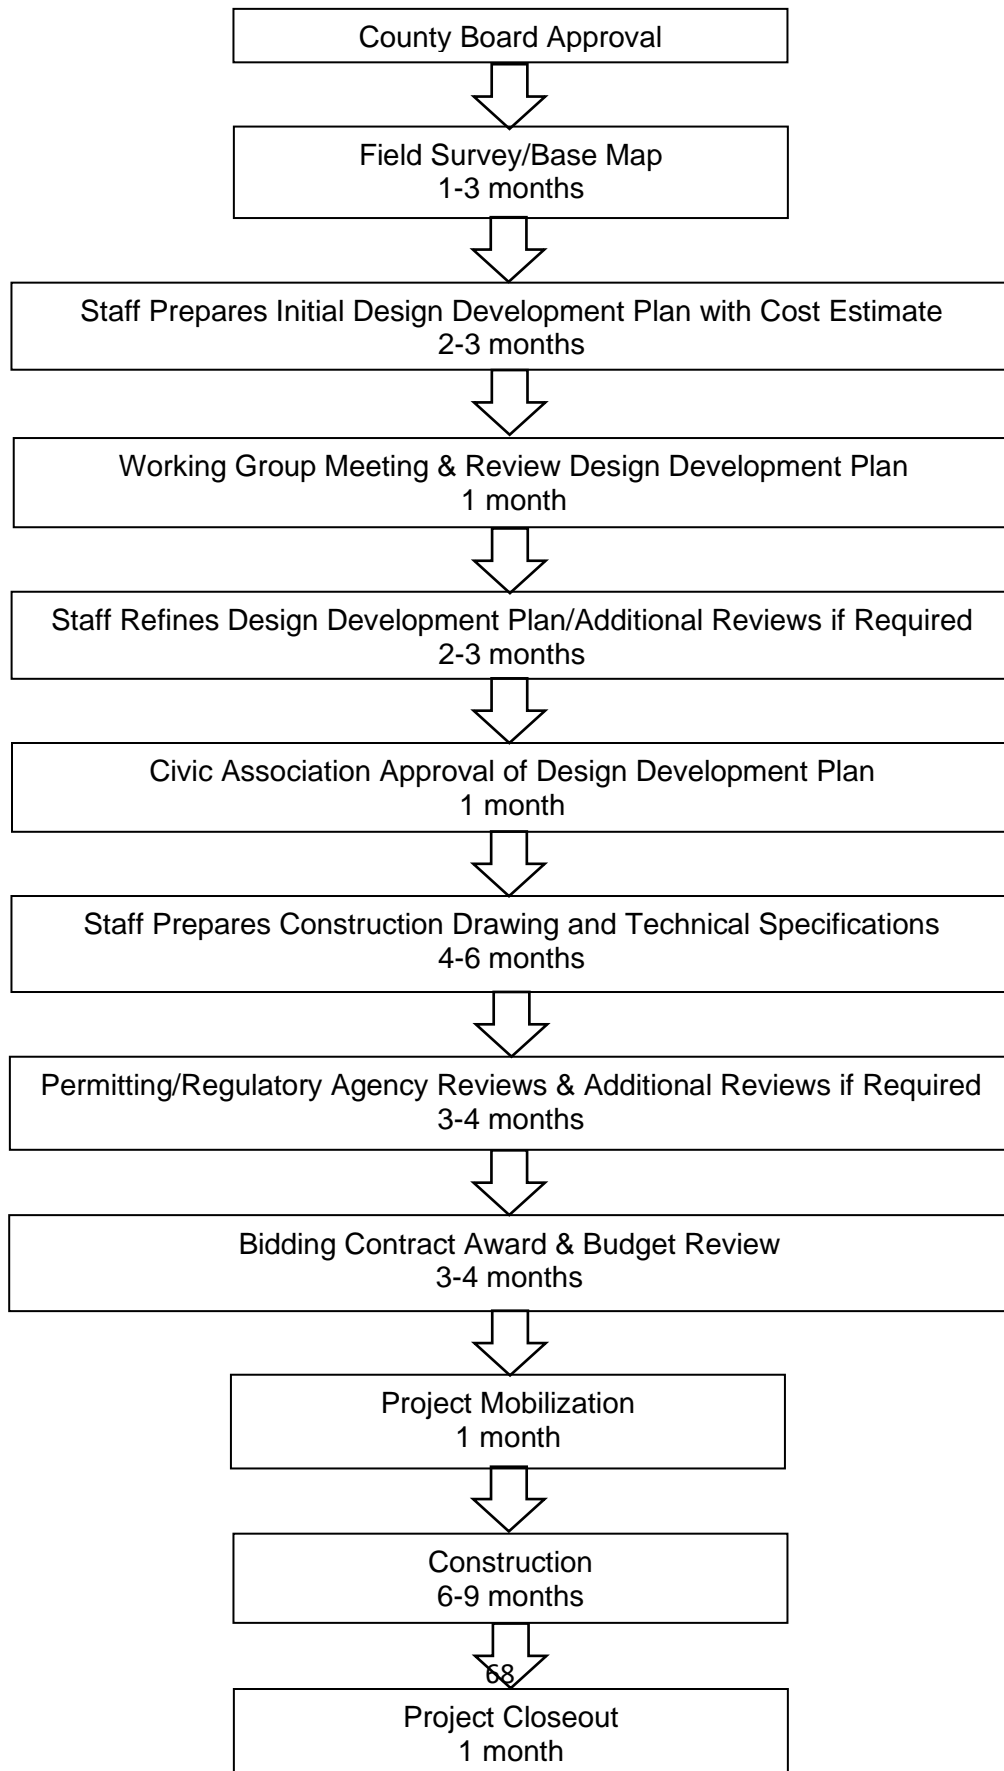 County Board Approval
Field Survey/Base Map
1-3 months
Staff Prepares Initial Design Development Plan with Cost Estimate
2-3 months
Working Group Meeting & Review Design Development Plan
1 month
Staff Refines Design Development Plan/Additional Reviews if Required
2-3 months
Civic Association Approval of Design Development Plan
1 month
Staff Prepares Construction Drawing and Technical Specifications
4-6 months
Permitting/Regulatory Agency Reviews & Additional Reviews if Required
3-4 months
Bidding Contract Award & Budget Review
3-4 months
Project Mobilization
1 month
Construction
6-9 months
68
Project Closeout
1 month